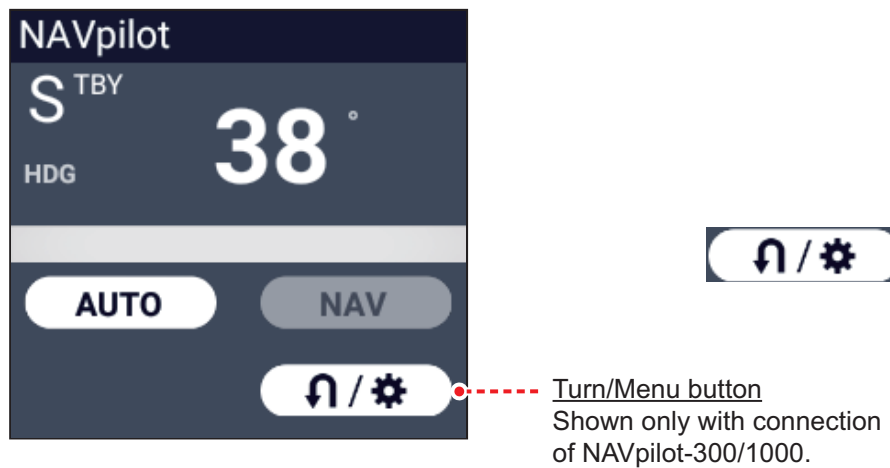 NAVpilot
S TBY
38°
HDG
AUTO NAV
/
/
Turn/Menu button
Shown only with connection
of NAVpilot-300/1000.